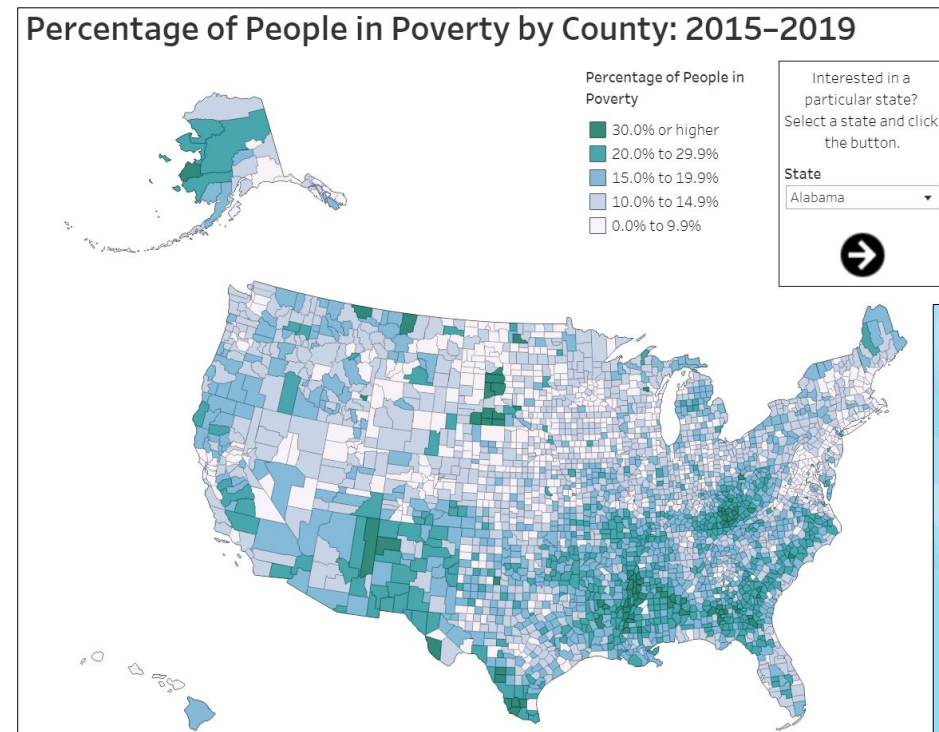 Percentage of People in Poverty by County: 2015–2019
Percentage of People in
Poverty
30.0% or higher
20.0% to 29.9%
15.0% to 19.9%
10.0% to 14.9%
0.0% to 9.9%
Interested in a
particular state?
Select a state and click
the button.
State
Alabama